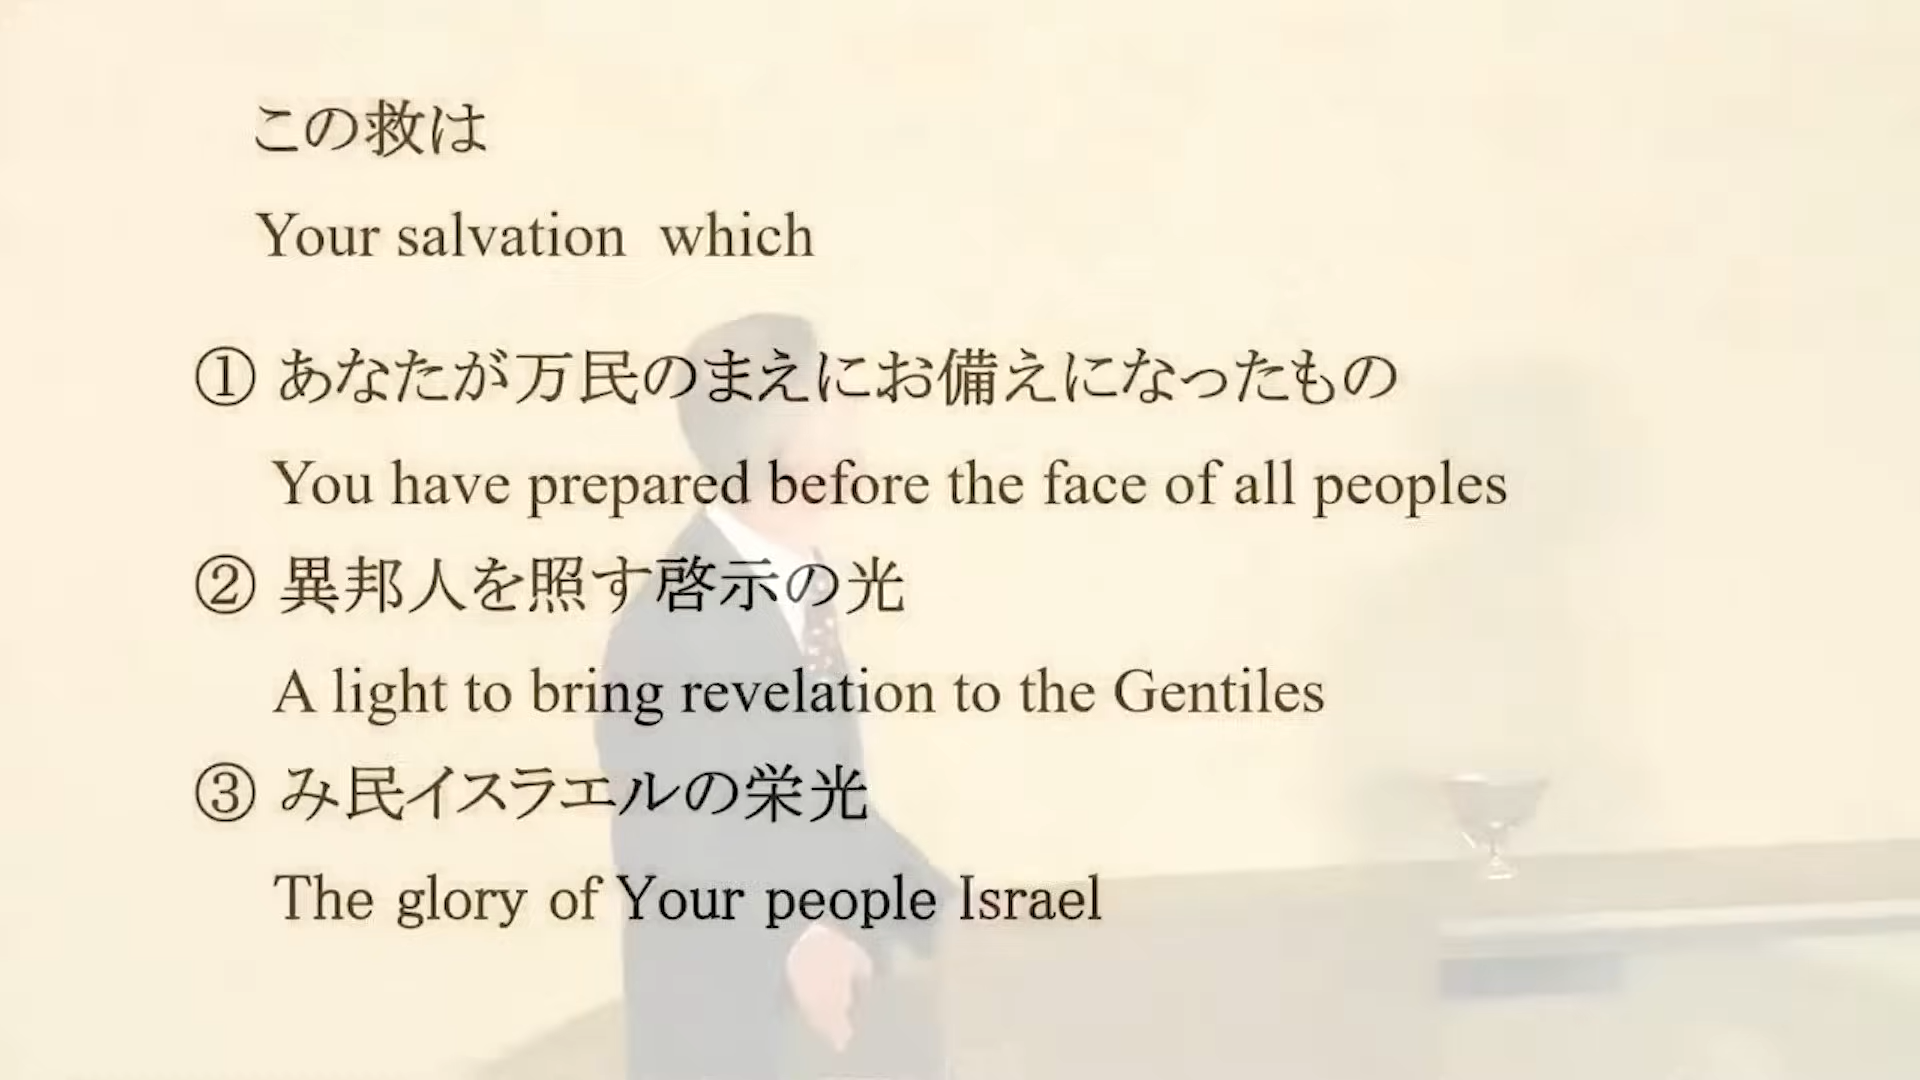 この救は
Your salvation which
① あなたが万民のまえにお備えになったもの
You have prepared before the face of all peoples
② 異邦人を照す啓示の光
A light to bring revelation to the Gentiles
③ み民イスラエルの栄光
The glory of Your people Israel